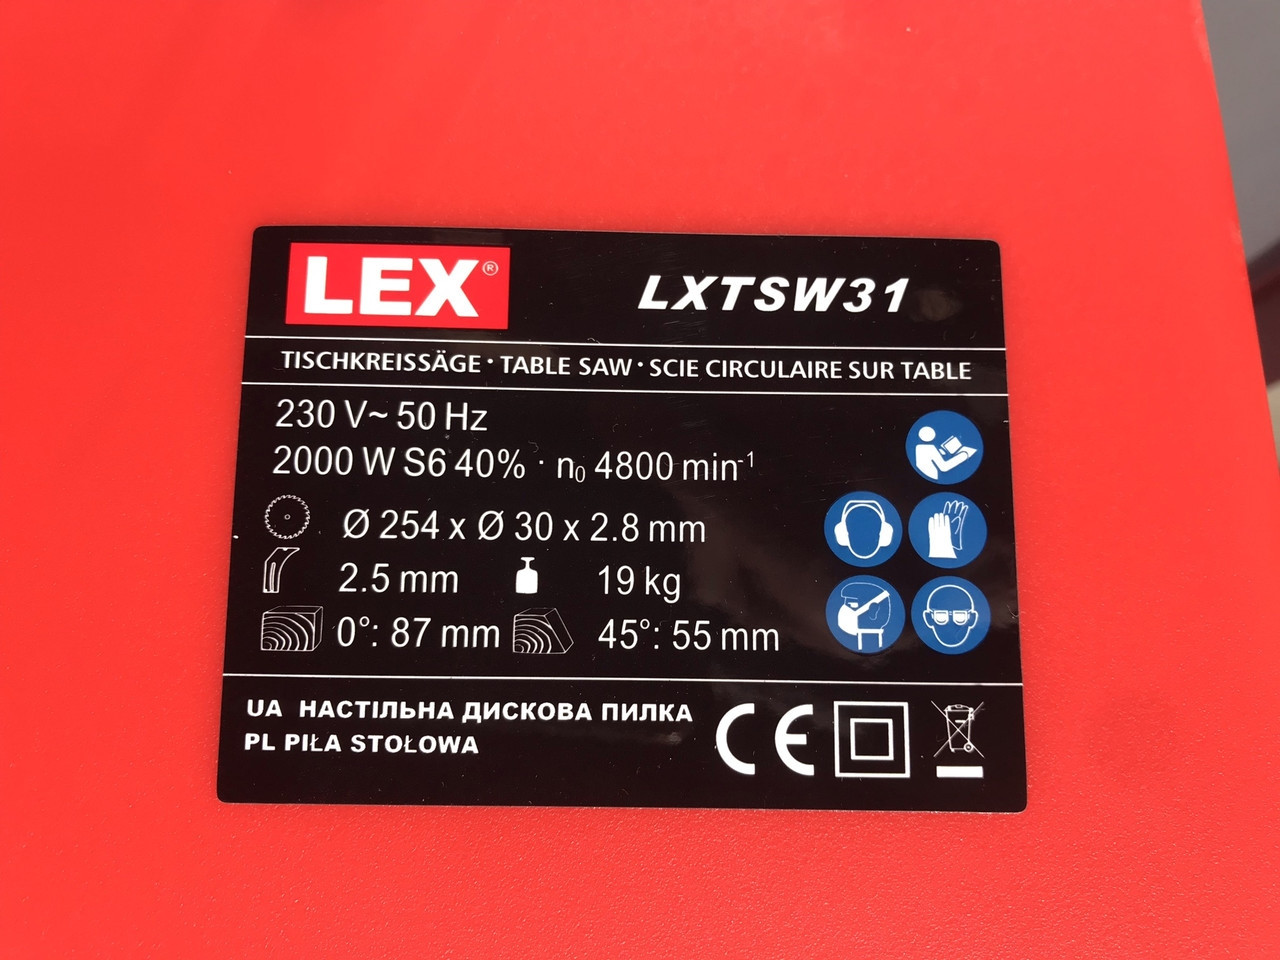 LEX®
LXTSW31
TISCHKREISSÄGE · TABLE SAW · SCIE CIRCULAIRE SUR TABLE
230 V~ 50 Hz
2000 W S6 40% · n₀ 4800 min⁻¹
Ø 254 x Ø 30 x 2.8 mm
2.5 mm 19 kg
0°: 87 mm 45°: 55 mm
UA НАСТІЛЬНА ДИСКОВА ПИЛКА
PL PIŁA STOŁOWA
CE